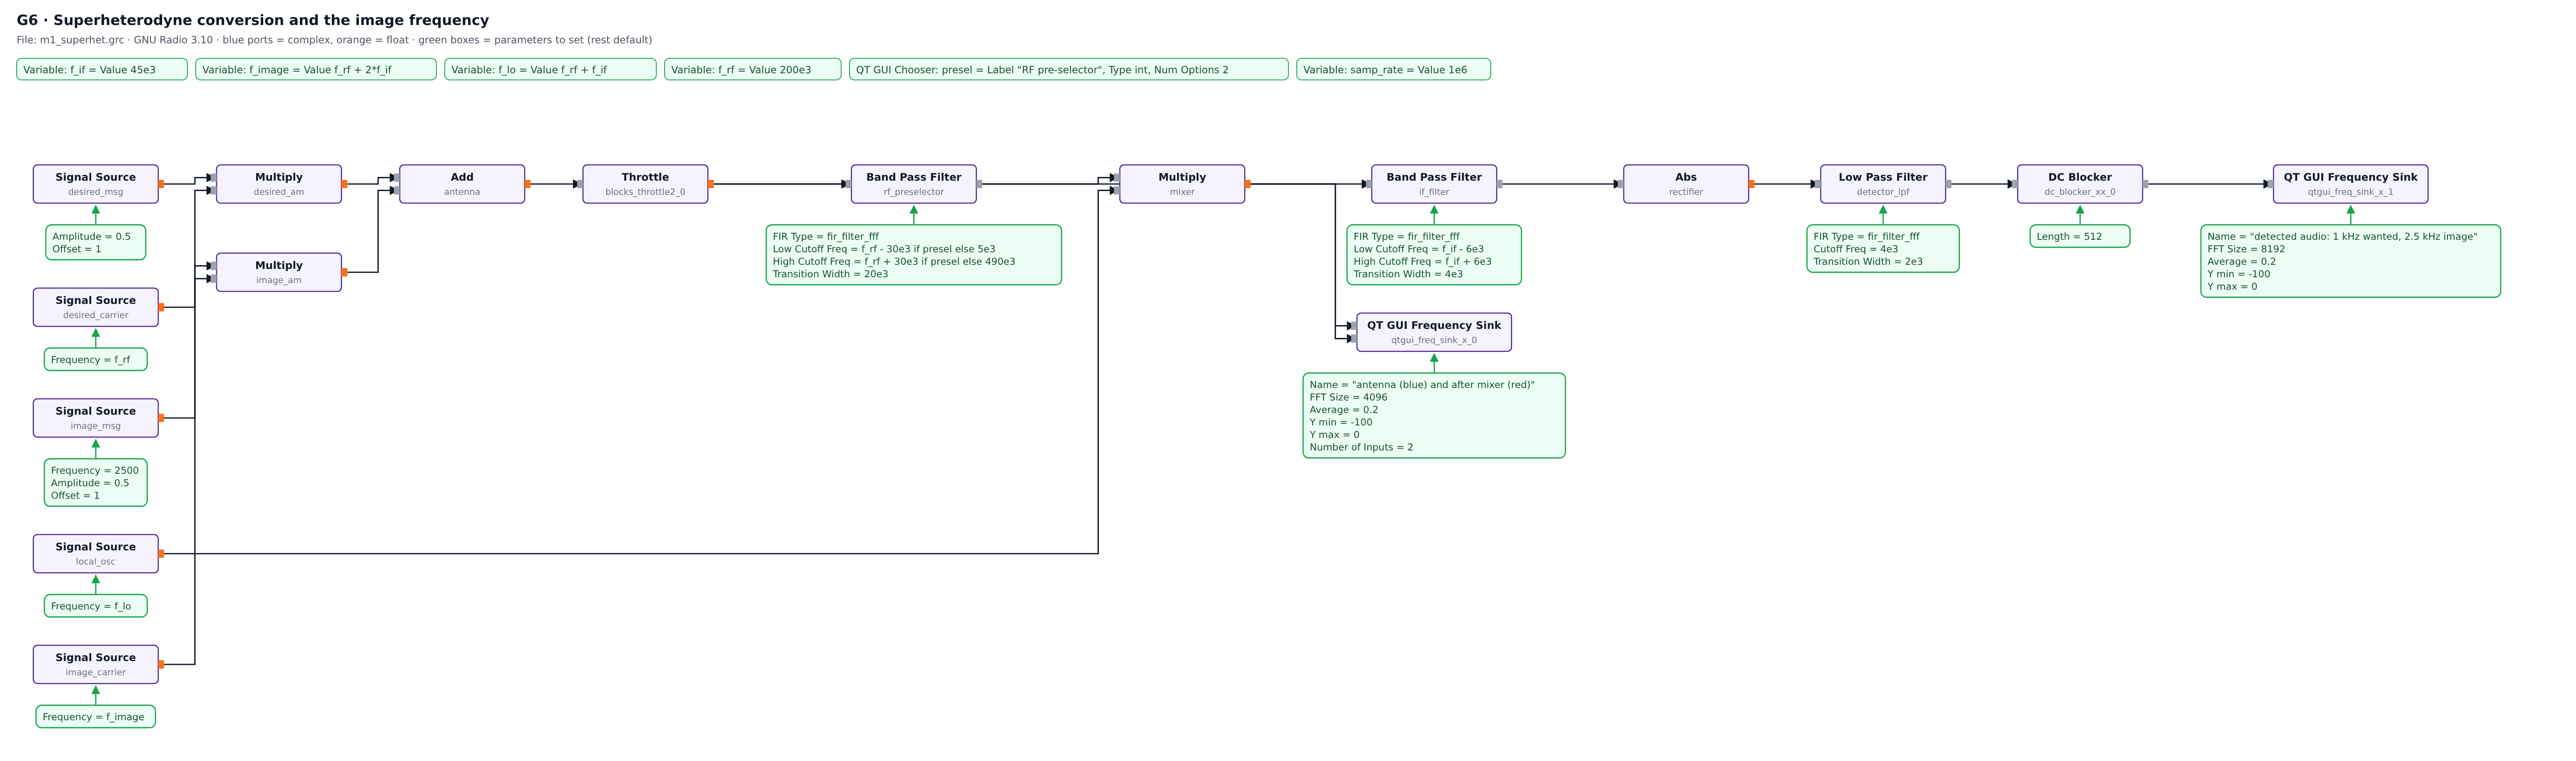 G6 · Superheterodyne conversion and the image frequency
File: m1_superhet.grc · GNU Radio 3.10 · blue ports = complex, orange = float · green boxes = parameters to set (rest default)
Variable: f_if = Value 45e3
Variable: f_image = Value f_rf + 2*f_if
Variable: f_lo = Value f_rf + f_if
Variable: f_rf = Value 200e3
QT GUI Chooser: presel = Label "RF pre-selector", Type int, Num Options 2
Variable: samp_rate = Value 1e6
Signal Source
desired_msg
Amplitude = 0.5
Offset = 1
Multiply
desired_am
Add
antenna
Throttle
blocks_throttle2_0
Band Pass Filter
rf_preselector
FIR Type = fir_filter_fff
Low Cutoff Freq = f_rf - 30e3 if presel else 5e3
High Cutoff Freq = f_rf + 30e3 if presel else 490e3
Transition Width = 20e3
Multiply
mixer
Band Pass Filter
if_filter
FIR Type = fir_filter_fff
Low Cutoff Freq = f_if - 6e3
High Cutoff Freq = f_if + 6e3
Transition Width = 4e3
Abs
rectifier
Low Pass Filter
detector_lpf
FIR Type = fir_filter_fff
Cutoff Freq = 4e3
Transition Width = 2e3
DC Blocker
dc_blocker_xx_0
Length = 512
QT GUI Frequency Sink
qtgui_freq_sink_x_1
Name = "detected audio: 1 kHz wanted, 2.5 kHz image"
FFT Size = 8192
Average = 0.2
Y min = -100
Y max = 0
Multiply
image_am
Signal Source
desired_carrier
Frequency = f_rf
QT GUI Frequency Sink
qtgui_freq_sink_x_0
Name = "antenna (blue) and after mixer (red)"
FFT Size = 4096
Average = 0.2
Y min = -100
Y max = 0
Number of Inputs = 2
Signal Source
image_msg
Frequency = 2500
Amplitude = 0.5
Offset = 1
Signal Source
local_osc
Frequency = f_lo
Signal Source
image_carrier
Frequency = f_image